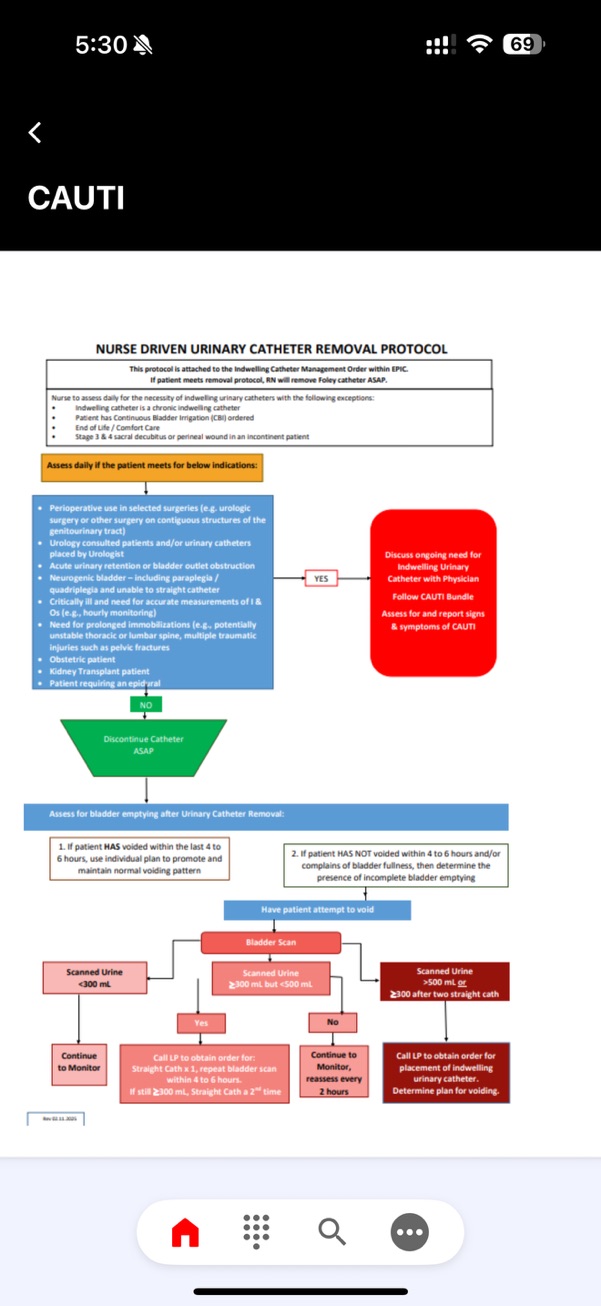 5:30
69
CAUTI
NURSE DRIVEN URINARY CATHETER REMOVAL PROTOCOL
This protocol is attached to the Indwelling Catheter Management Order within EPIC.
If patient meets removal protocol, RN will remove Foley catheter ASAP.
Nurse to assess daily for the necessity of indwelling urinary catheters with the following exceptions:
• Indwelling catheter is a chronic indwelling catheter
• Patient has Continuous Bladder Irrigation (CBI) ordered
• End of Life / Comfort Care
• Stage 3 & 4 sacral decubitus or perineal wound in an incontinent patient
Assess daily if the patient meets for below indications:
• Perioperative use in selected surgeries (e.g. urologic
surgery or other surgery on contiguous structures of the
genitourinary tract)
• Urology consulted patients and/or urinary catheters
placed by Urologist
• Acute urinary retention or bladder outlet obstruction
• Neurogenic bladder – including paraplegia /
quadriplegia and unable to straight catheter
• Critically ill and need for accurate measurements of I &
Os (e.g., hourly monitoring)
• Need for prolonged immobilizations (e.g., potentially
unstable thoracic or lumbar spine, multiple traumatic
injuries such as pelvic fractures
• Obstetric patient
• Kidney Transplant patient
• Patient requiring an epidural
YES
Discuss ongoing need for
Indwelling Urinary
Catheter with Physician
Follow CAUTI Bundle
Assess for and report signs
& symptoms of CAUTI
NO
Discontinue Catheter
ASAP
Assess for bladder emptying after Urinary Catheter Removal:
1. If patient HAS voided within the last 4 to
6 hours, use individual plan to promote and
maintain normal voiding pattern
2. If patient HAS NOT voided within 4 to 6 hours and/or
complains of bladder fullness, then determine the
presence of incomplete bladder emptying
Have patient attempt to void
Bladder Scan
Scanned Urine
<300 mL
Scanned Urine
≥300 mL but <500 mL
Scanned Urine
>500 mL or
≥300 after two straight cath
Yes
No
Continue
to Monitor
Call LP to obtain order for:
Straight Cath x 1, repeat bladder scan
within 4 to 6 hours.
If still ≥300 mL, Straight Cath a 2nd time
Continue to
Monitor,
reassess every
2 hours
Call LP to obtain order for
placement of indwelling
urinary catheter.
Determine plan for voiding.
Rev 02.11.2025